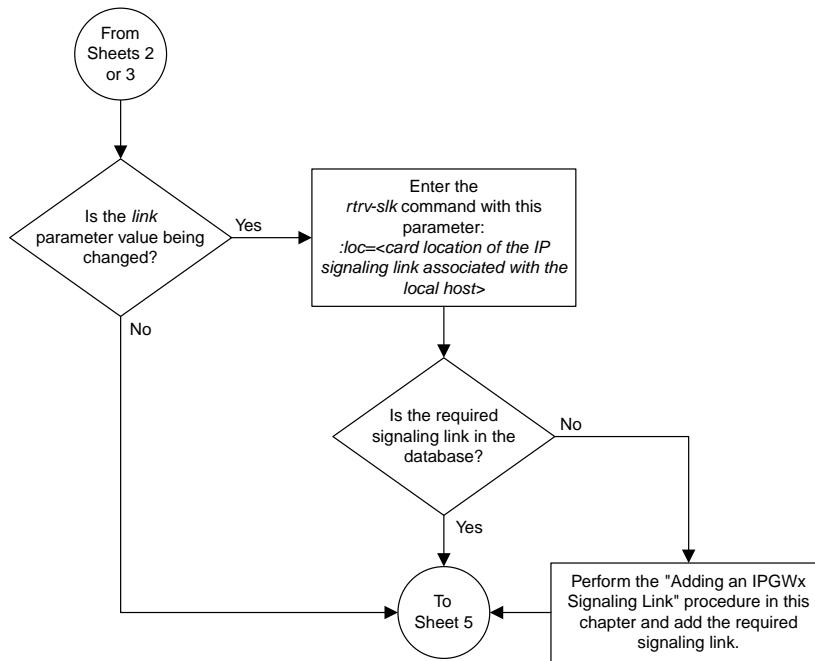 From
Sheets 2
or 3
Is the link
parameter value being
changed?
Yes
Enter the
rtrv-slk command with this
parameter:
:loc=<card location of the IP
signaling link associated with the
local host>
No
Is the required
signaling link in the
database?
No
Yes
To
Sheet 5
Perform the "Adding an IPGWx
Signaling Link" procedure in this
chapter and add the required
signaling link.